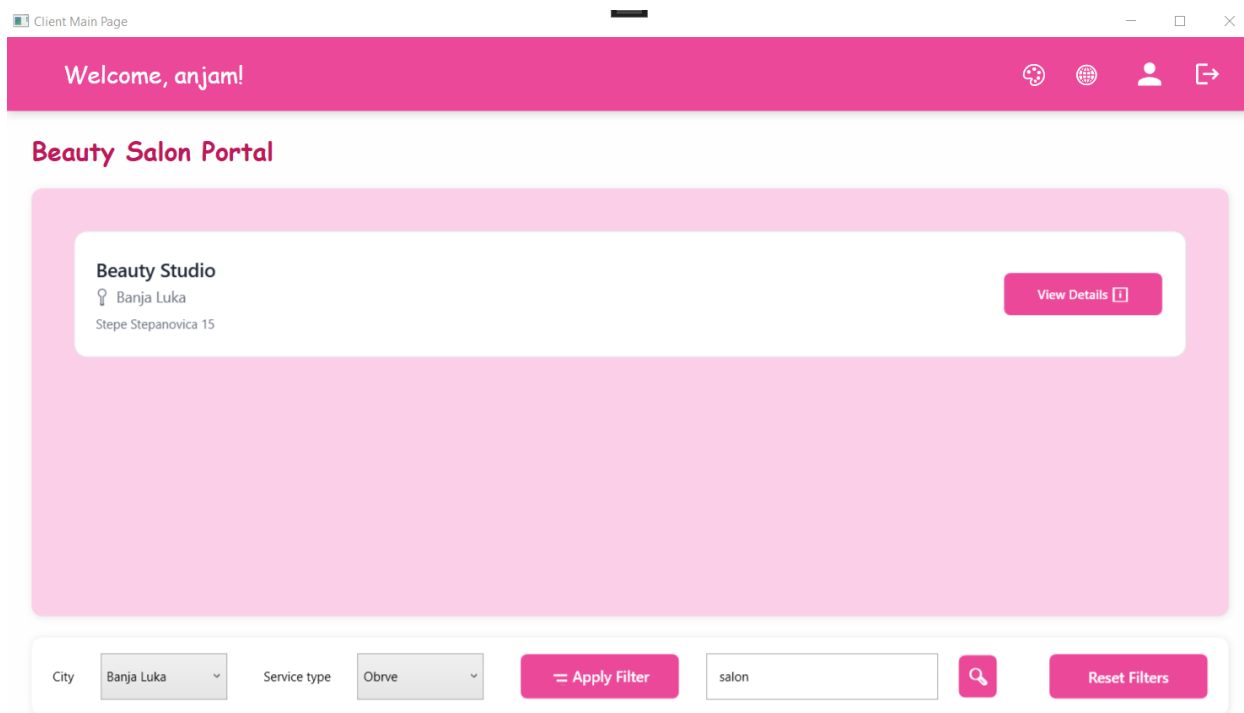 Client Main Page
Welcome, anjam!
Beauty Salon Portal
Beauty Studio
Banja Luka
Stepe Stepanovica 15
View Details
City
Banja Luka
Service type
Obrve
Apply Filter
salon
Reset Filters